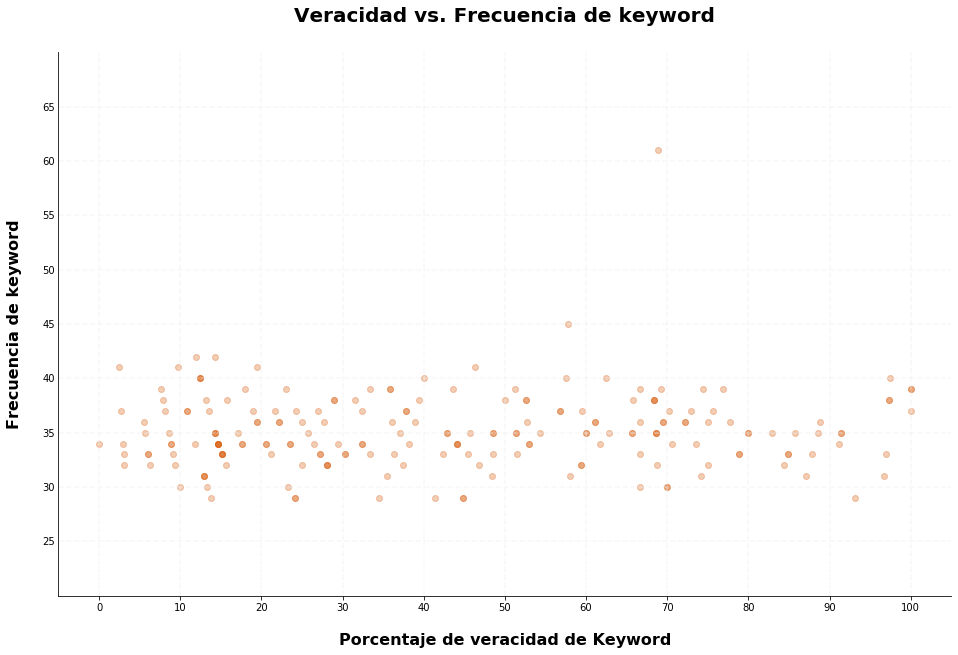 Veracidad vs. Frecuencia de keyword
Frecuencia de keyword
65
60
55
50
45
40
35
30
25
0 10 20 30 40 50 60 70 80 90 100
Porcentaje de veracidad de Keyword